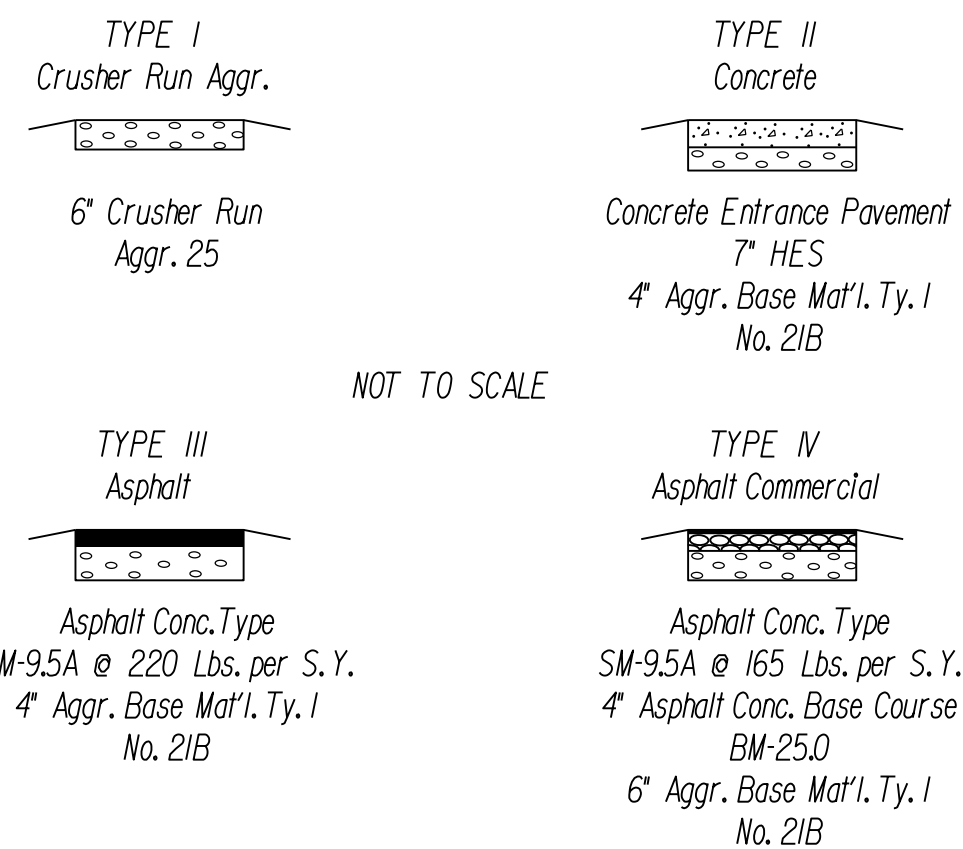 TYPE I
Crusher Run Aggr.
6" Crusher Run
Aggr. 25
TYPE II
Concrete
Concrete Entrance Pavement
7" HES
4" Aggr. Base Mat'l. Ty. I
No. 21B
NOT TO SCALE
TYPE III
Asphalt
Asphalt Conc. Type
M-9.5A @ 220 Lbs. per S.Y.
4" Aggr. Base Mat'l. Ty. I
No. 21B
TYPE IV
Asphalt Commercial
Asphalt Conc. Type
SM-9.5A @ 165 Lbs. per S.Y.
4" Asphalt Conc. Base Course
BM-25.0
6" Aggr. Base Mat'l. Ty. I
No. 21B